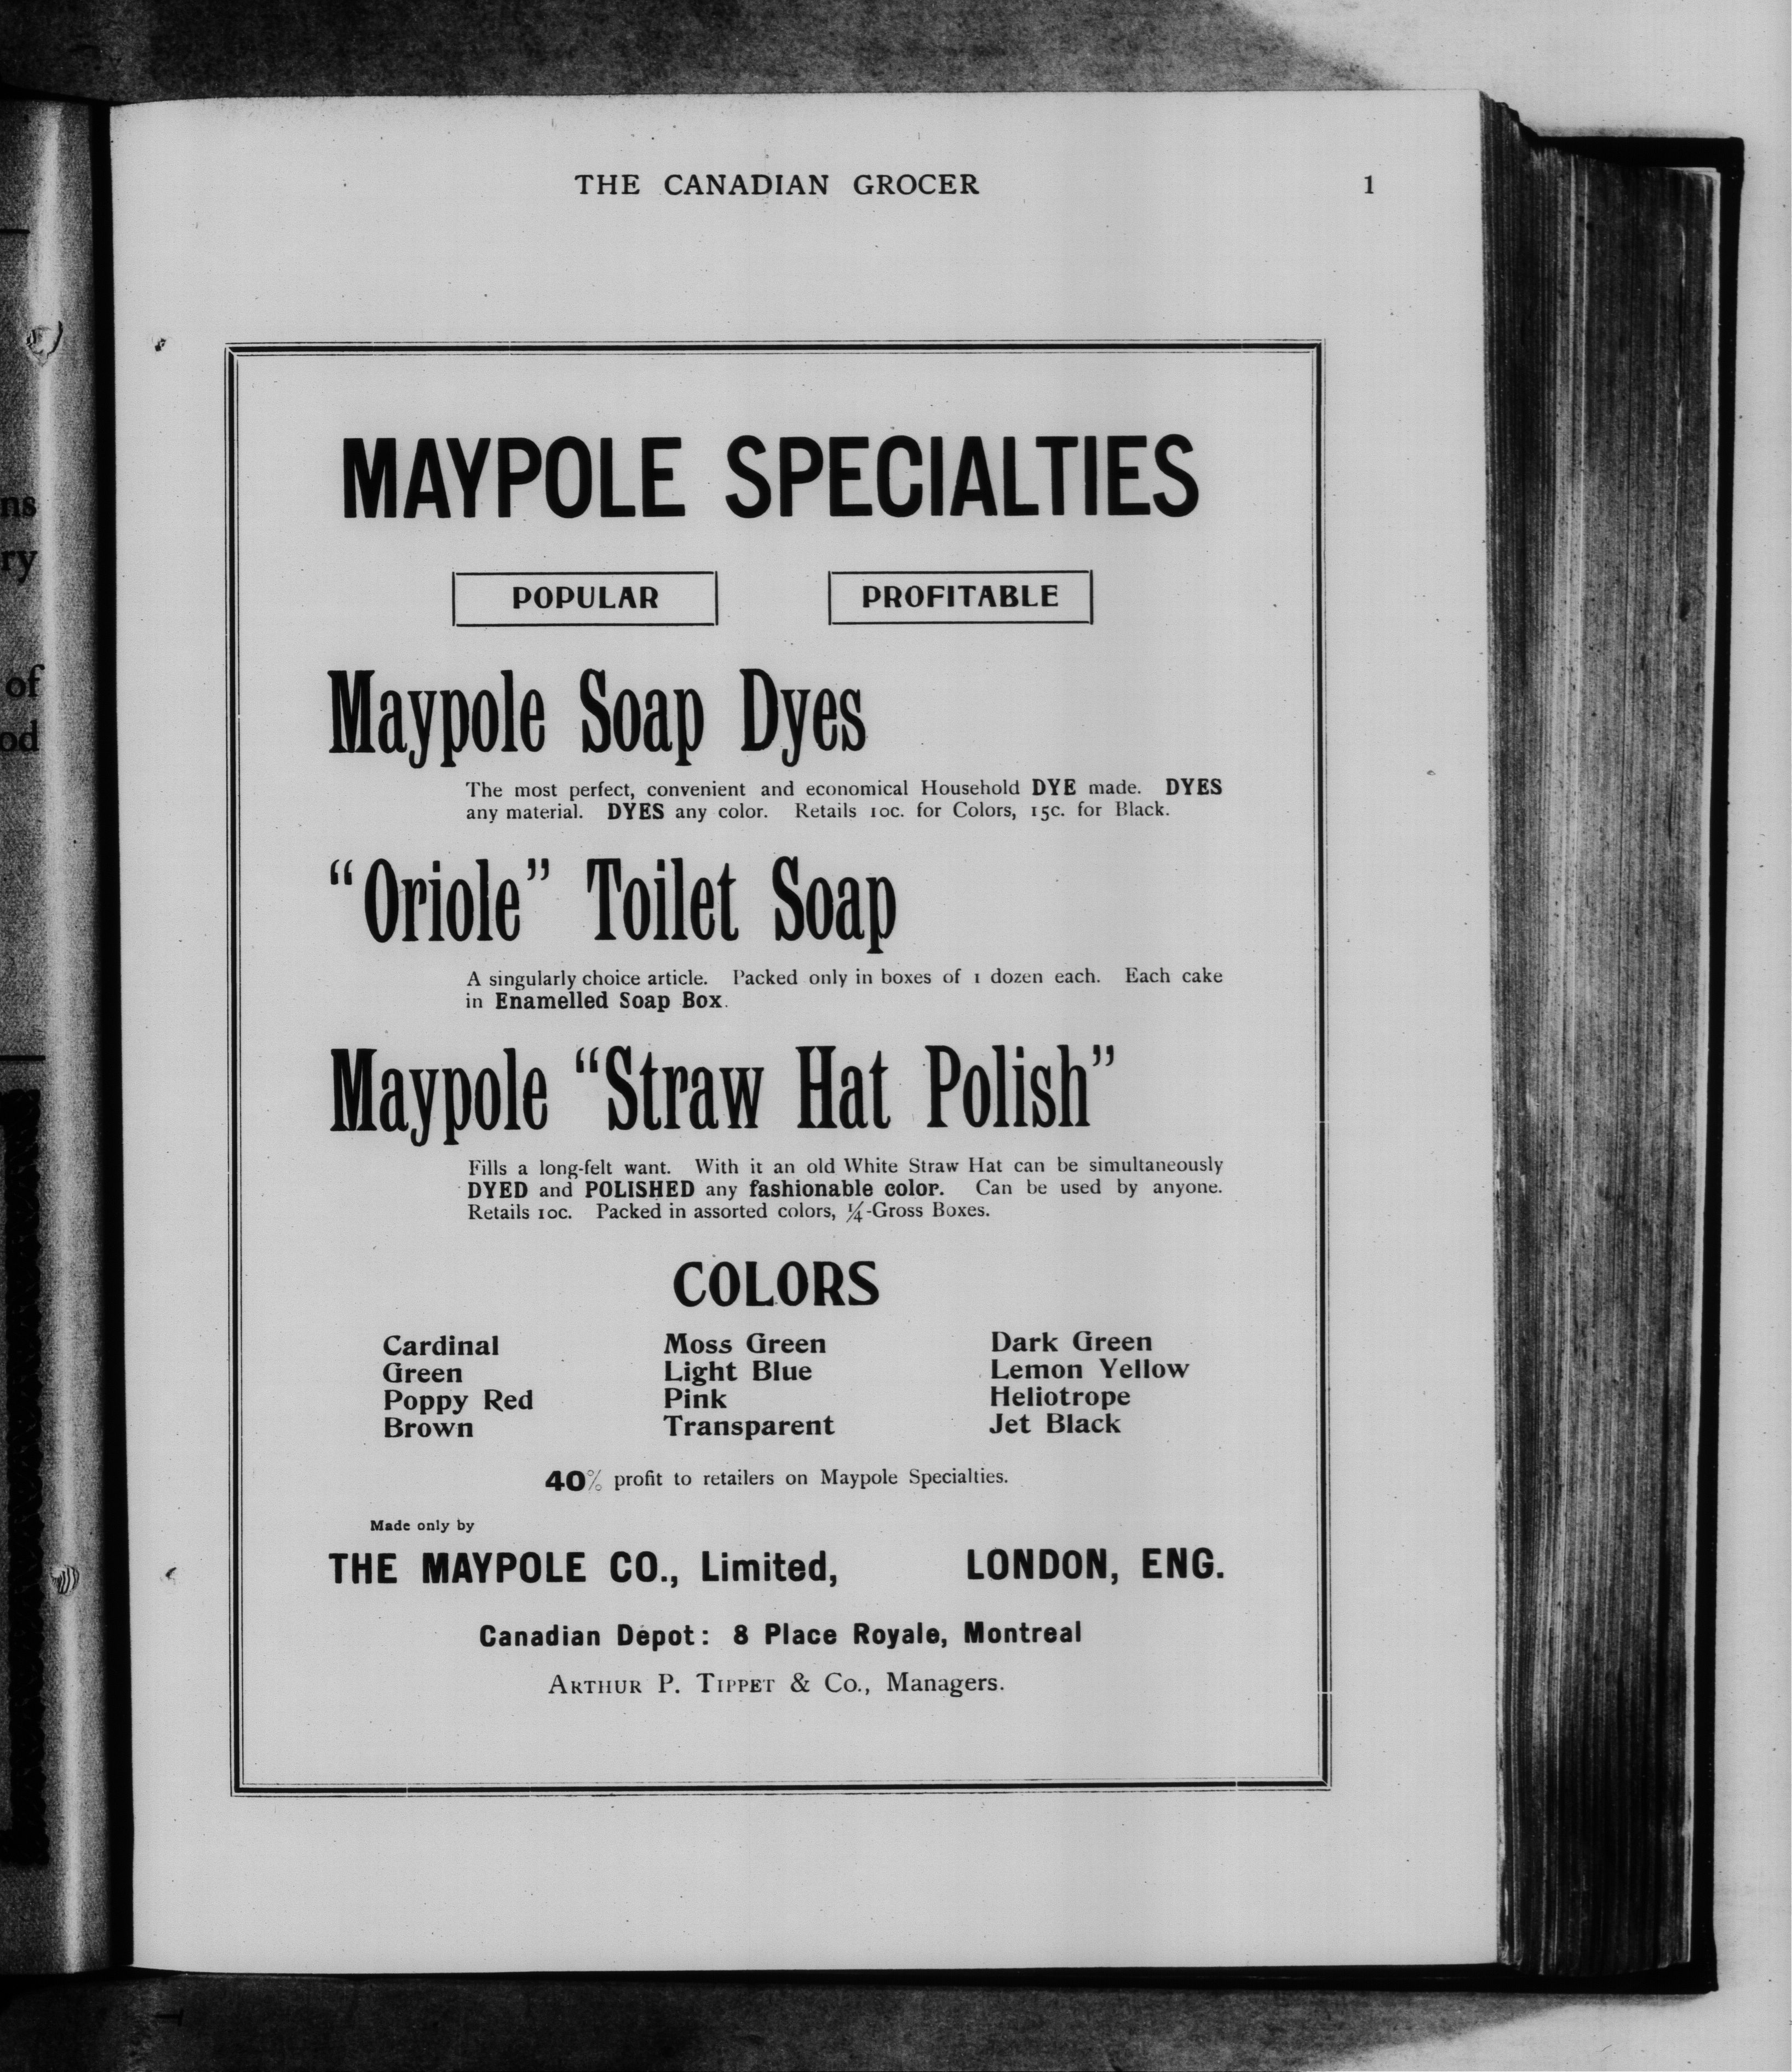 THE CANADIAN GROCER 1
ns
ry
of
od
MAYPOLE SPECIALTIES
POPULAR PROFITABLE
Maypole Soap Dyes
The most perfect, convenient and economical Household DYE made. DYES
any material. DYES any color. Retails 10c. for Colors, 15c. for Black.
“Oriole” Toilet Soap
A singularly choice article. Packed only in boxes of 1 dozen each. Each cake
in Enamelled Soap Box.
Maypole “Straw Hat Polish”
Fills a long-felt want. With it an old White Straw Hat can be simultaneously
DYED and POLISHED any fashionable color. Can be used by anyone.
Retails 10c. Packed in assorted colors, ¼-Gross Boxes.
COLORS
Cardinal Moss Green Dark Green
Green Light Blue Lemon Yellow
Poppy Red Pink Heliotrope
Brown Transparent Jet Black
40% profit to retailers on Maypole Specialties.
Made only by
THE MAYPOLE CO., Limited, LONDON, ENG.
Canadian Depot: 8 Place Royale, Montreal
ARTHUR P. TIPPET & CO., Managers.